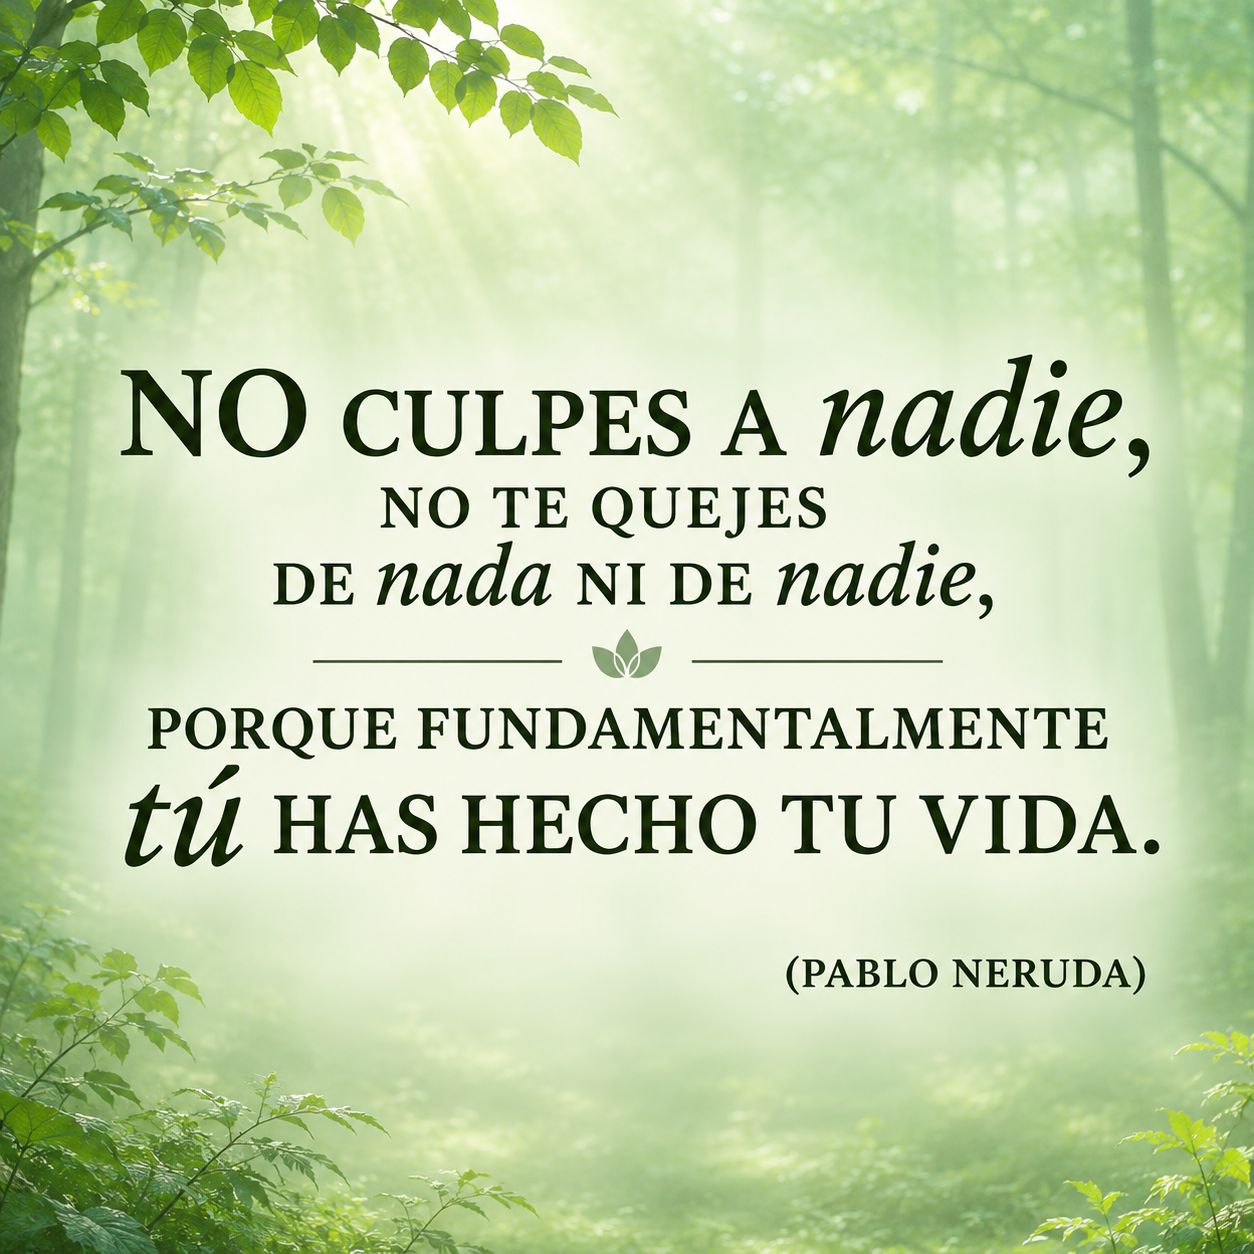 NO CULPES A nadie,
NO TE QUEJES
DE nada NI DE nadie,
PORQUE FUNDAMENTALMENTE
tú HAS HECHO TU VIDA.
(PABLO NERUDA)